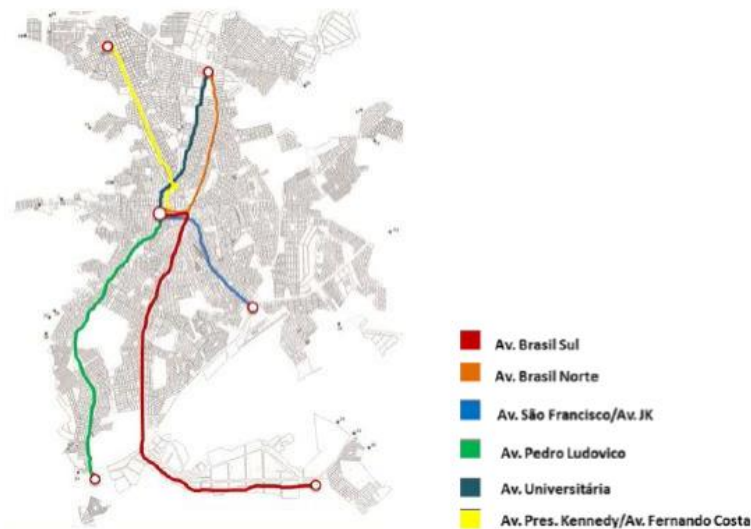 Av. Brasil Sul
Av. Brasil Norte
Av. São Francisco/Av. JK
Av. Pedro Ludovico
Av. Universitária
Av. Pres. Kennedy/Av. Fernando Costa